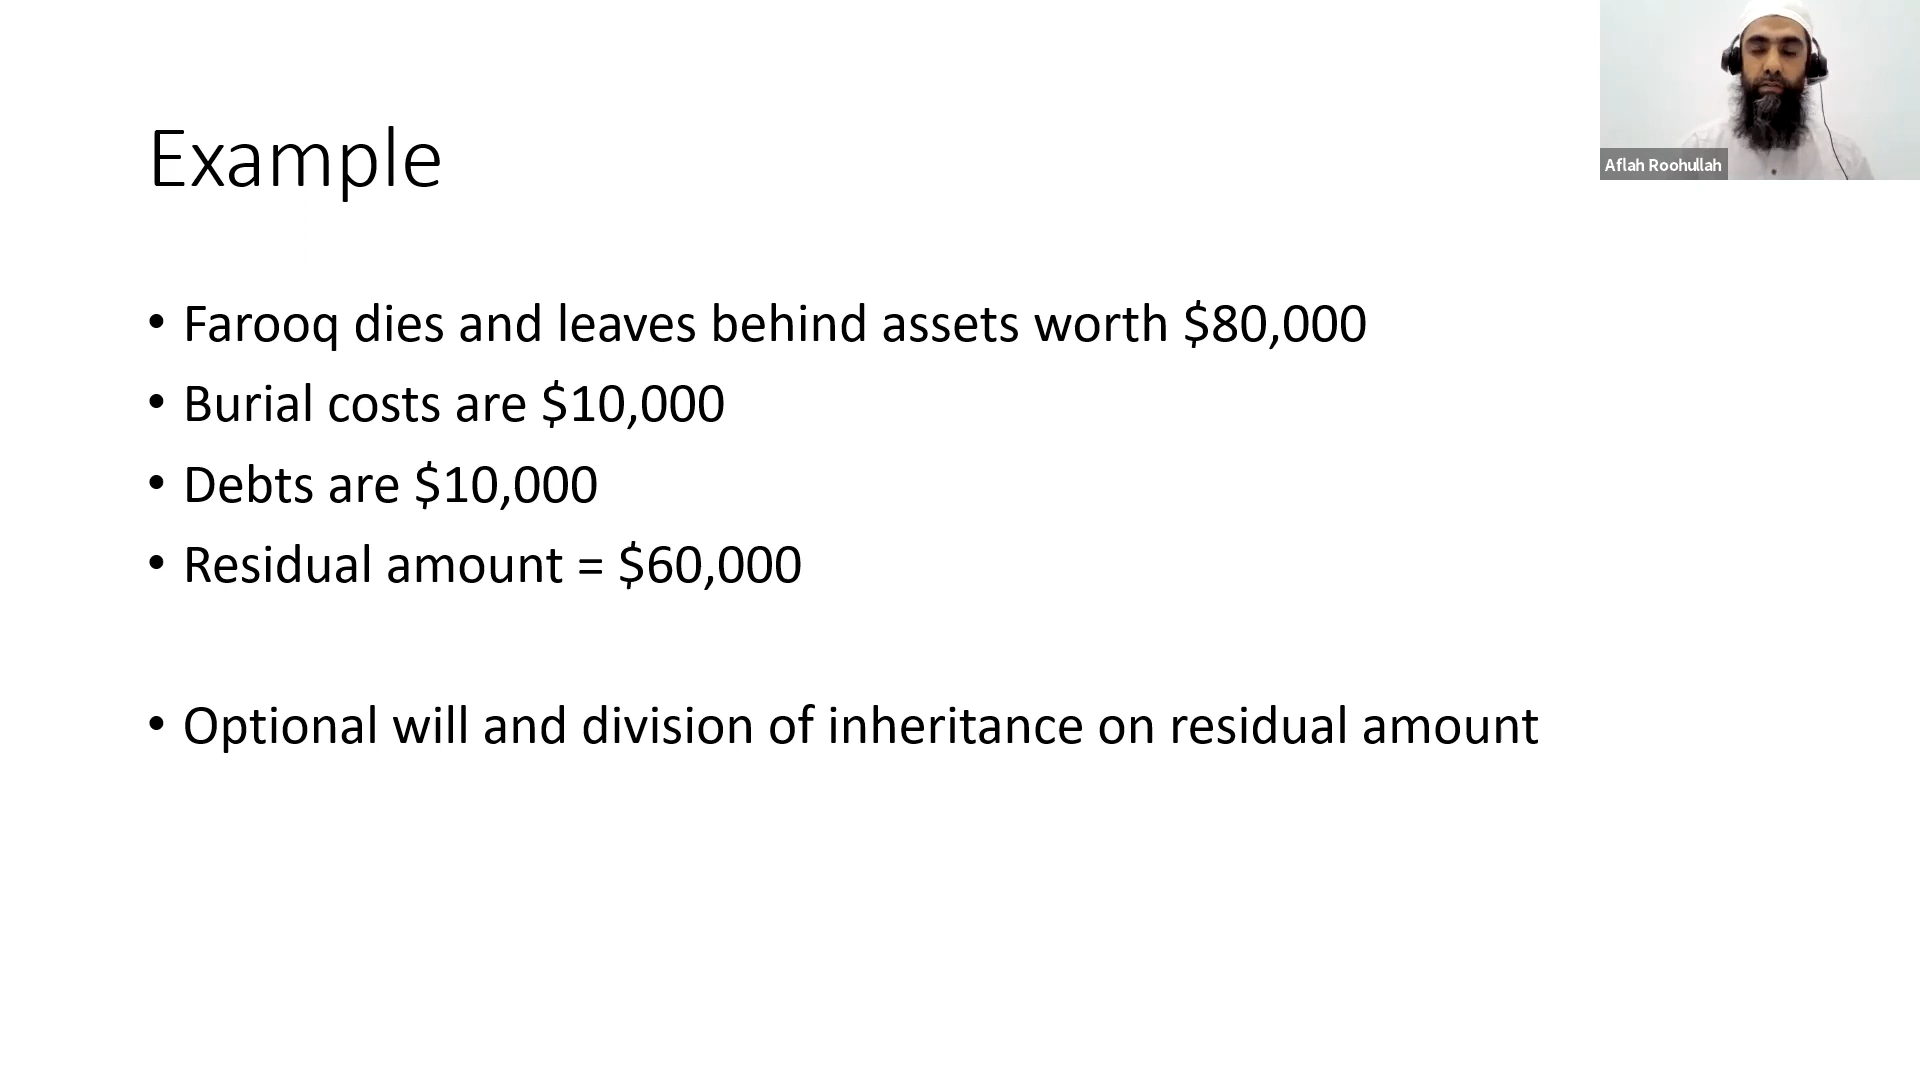 Example
• Farooq dies and leaves behind assets worth $80,000
• Burial costs are $10,000
• Debts are $10,000
• Residual amount = $60,000
• Optional will and division of inheritance on residual amount
Aflah Roohullah